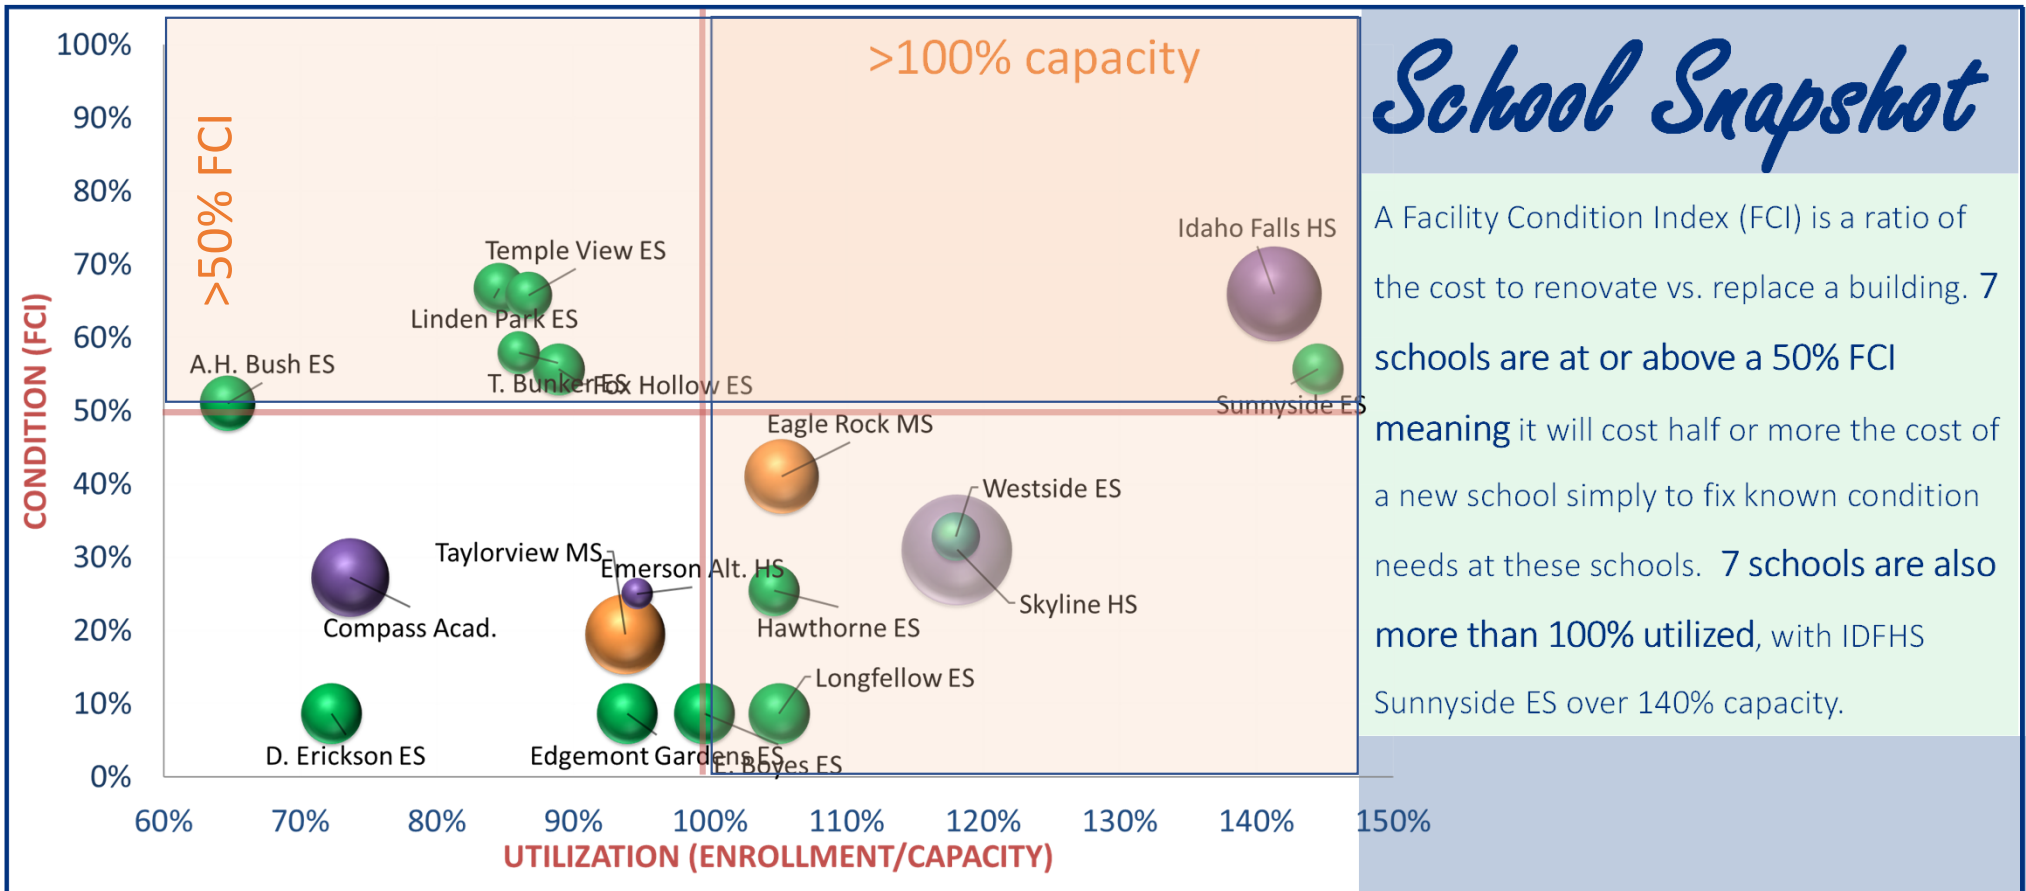 >100% capacity
>50% FCI
School Snapshot
CONDITION (FCI)
100%
90%
80%
70%
60%
50%
40%
30%
20%
10%
0%
Idaho Falls HS
Temple View ES
Linden Park ES
A.H. Bush ES
T. Bunker ES
Fox Hollow ES
Sunnyside ES
Eagle Rock MS
Westside ES
Taylorview MS
Emerson Alt. HS
Skyline HS
Compass Acad.
Hawthorne ES
Longfellow ES
D. Erickson ES
Edgemont Gardens ES
E. Boyes ES
60%
70%
80%
90%
100%
110%
120%
130%
140%
150%
UTILIZATION (ENROLLMENT/CAPACITY)
A Facility Condition Index (FCI) is a ratio of
the cost to renovate vs. replace a building. 7
schools are at or above a 50% FCI
meaning it will cost half or more the cost of
a new school simply to fix known condition
needs at these schools. 7 schools are also
more than 100% utilized, with IDFHS
Sunnyside ES over 140% capacity.